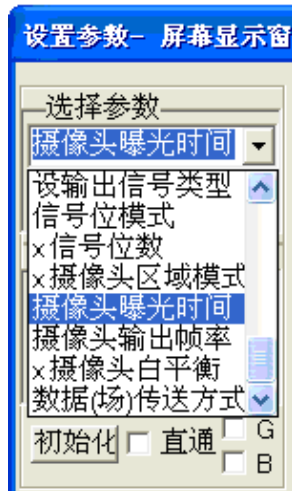 设置参数- 屏幕显示窗
选择参数
摄像头曝光时间
设输出信号类型
信号位模式
x信号位数
x摄像头区域模式
摄像头曝光时间
摄像头输出帧率
x摄像头白平衡
数据(场)传送方式
初始化 直通 G
B